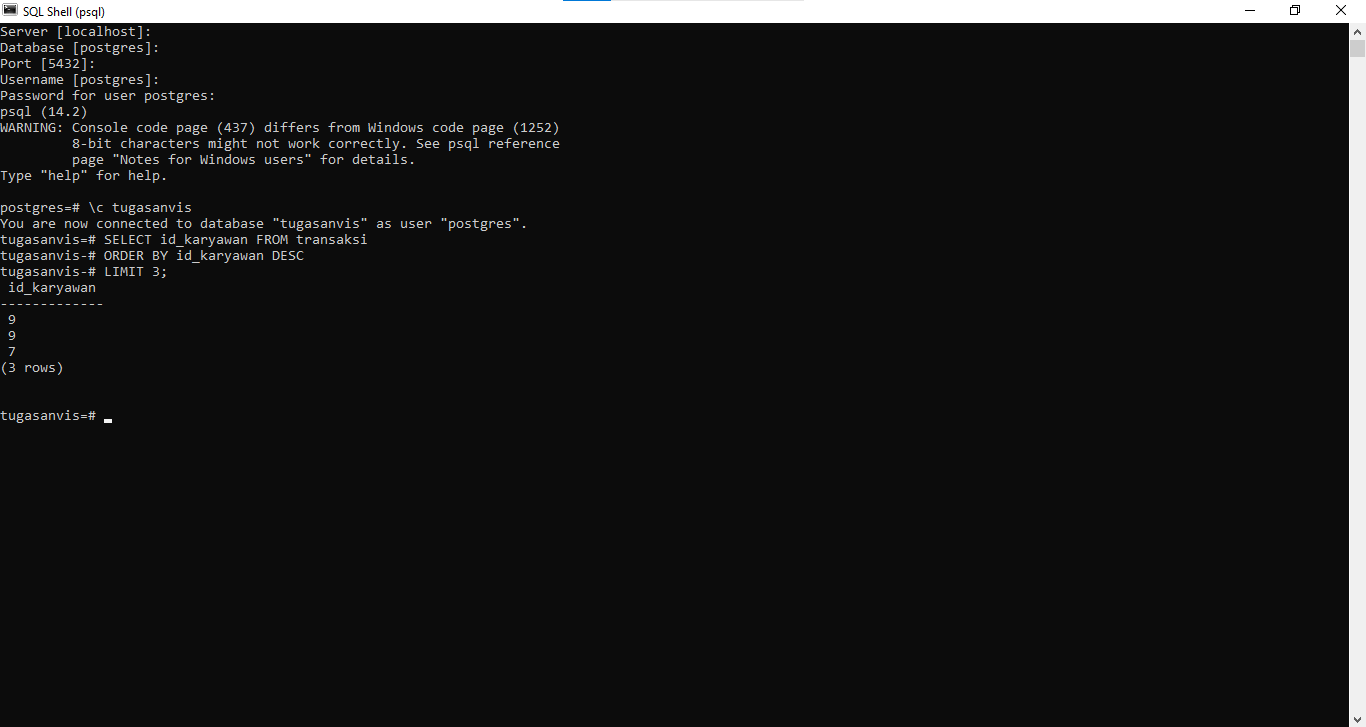 SQL Shell (psql)
Server [localhost]:
Database [postgres]:
Port [5432]:
Username [postgres]:
Password for user postgres:
psql (14.2)
WARNING: Console code page (437) differs from Windows code page (1252)
         8-bit characters might not work correctly. See psql reference
         page "Notes for Windows users" for details.
Type "help" for help.

postgres=# \c tugasanvis
You are now connected to database "tugasanvis" as user "postgres".
tugasanvis=# SELECT id_karyawan FROM transaksi
tugasanvis-# ORDER BY id_karyawan DESC
tugasanvis-# LIMIT 3;
 id_karyawan
-------------
 9
 9
 7
(3 rows)


tugasanvis=#